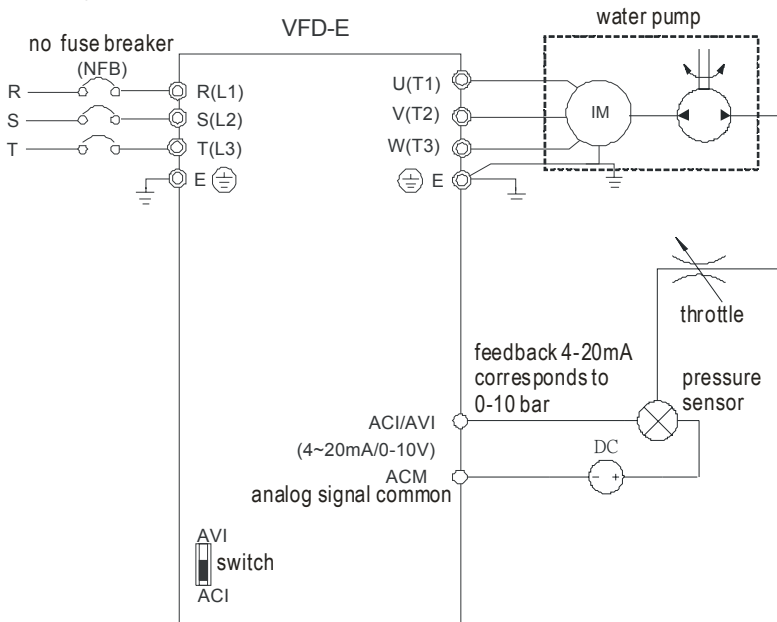 water pump
VFD-E
no fuse breaker
(NFB)
R
R(L1)
U(T1)
S
S(L2)
V(T2)
IM
T
T(L3)
W(T3)
E
E
throttle
feedback 4-20mA
corresponds to
0-10 bar
pressure
sensor
ACI/AVI
(4~20mA/0-10V)
DC
- +
ACM
analog signal common
AVI
switch
ACI